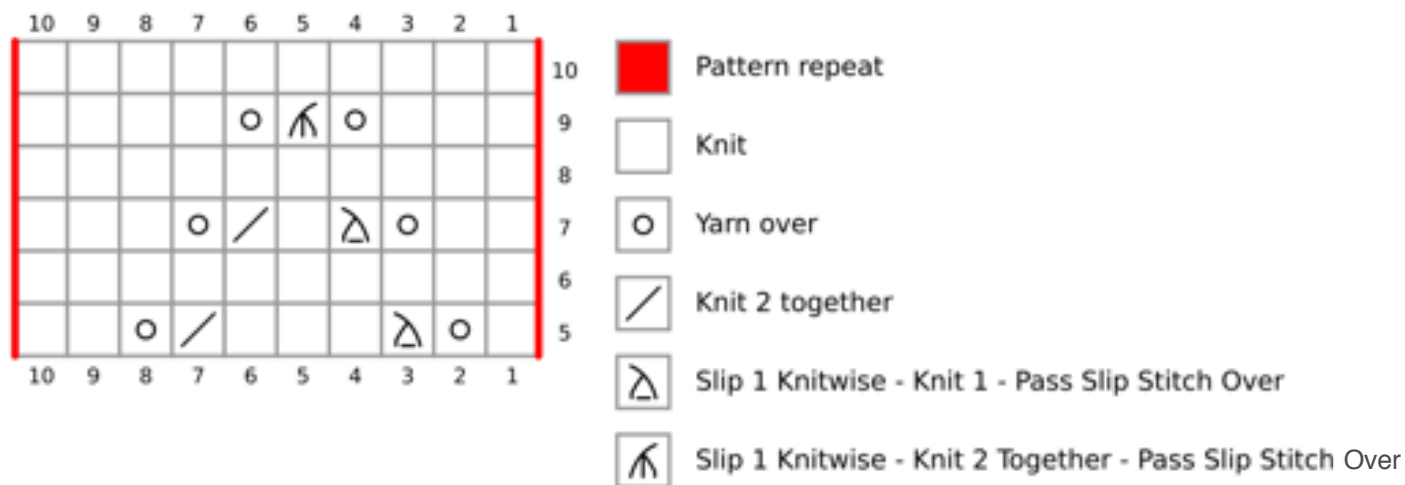 10 9 8 7 6 5 4 3 2 1
10
9
8
7
6
5
10 9 8 7 6 5 4 3 2 1
Pattern repeat
Knit
Yarn over
Knit 2 together
Slip 1 Knitwise - Knit 1 - Pass Slip Stitch Over
Slip 1 Knitwise - Knit 2 Together - Pass Slip Stitch Over